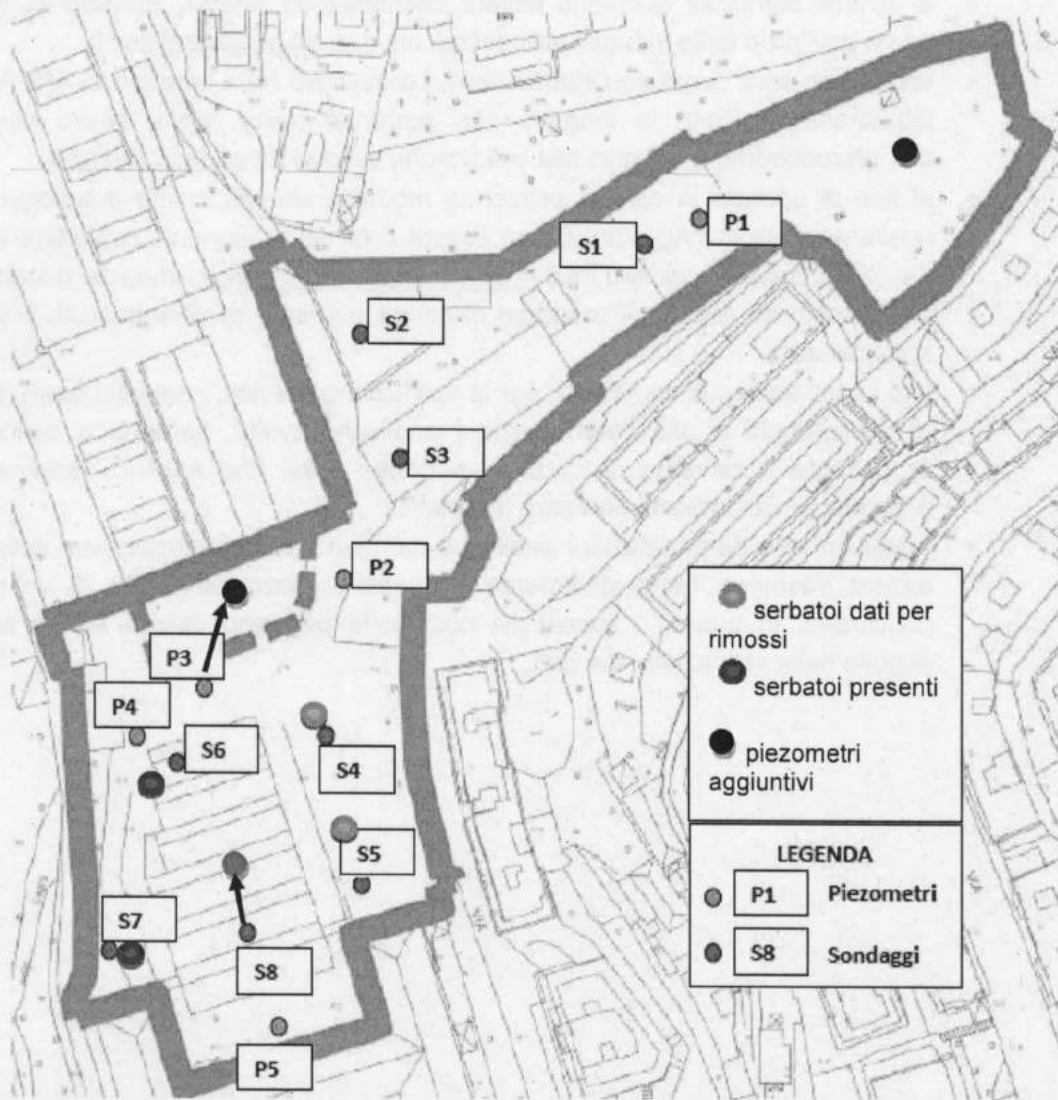 P1
S1
S2
S3
P2
P3
P4
S6
S4
S5
S7
S8
P5
serbatoi dati per
rimossi
serbatoi presenti
piezometri
aggiuntivi
LEGENDA
P1 Piezometri
S8 Sondaggi